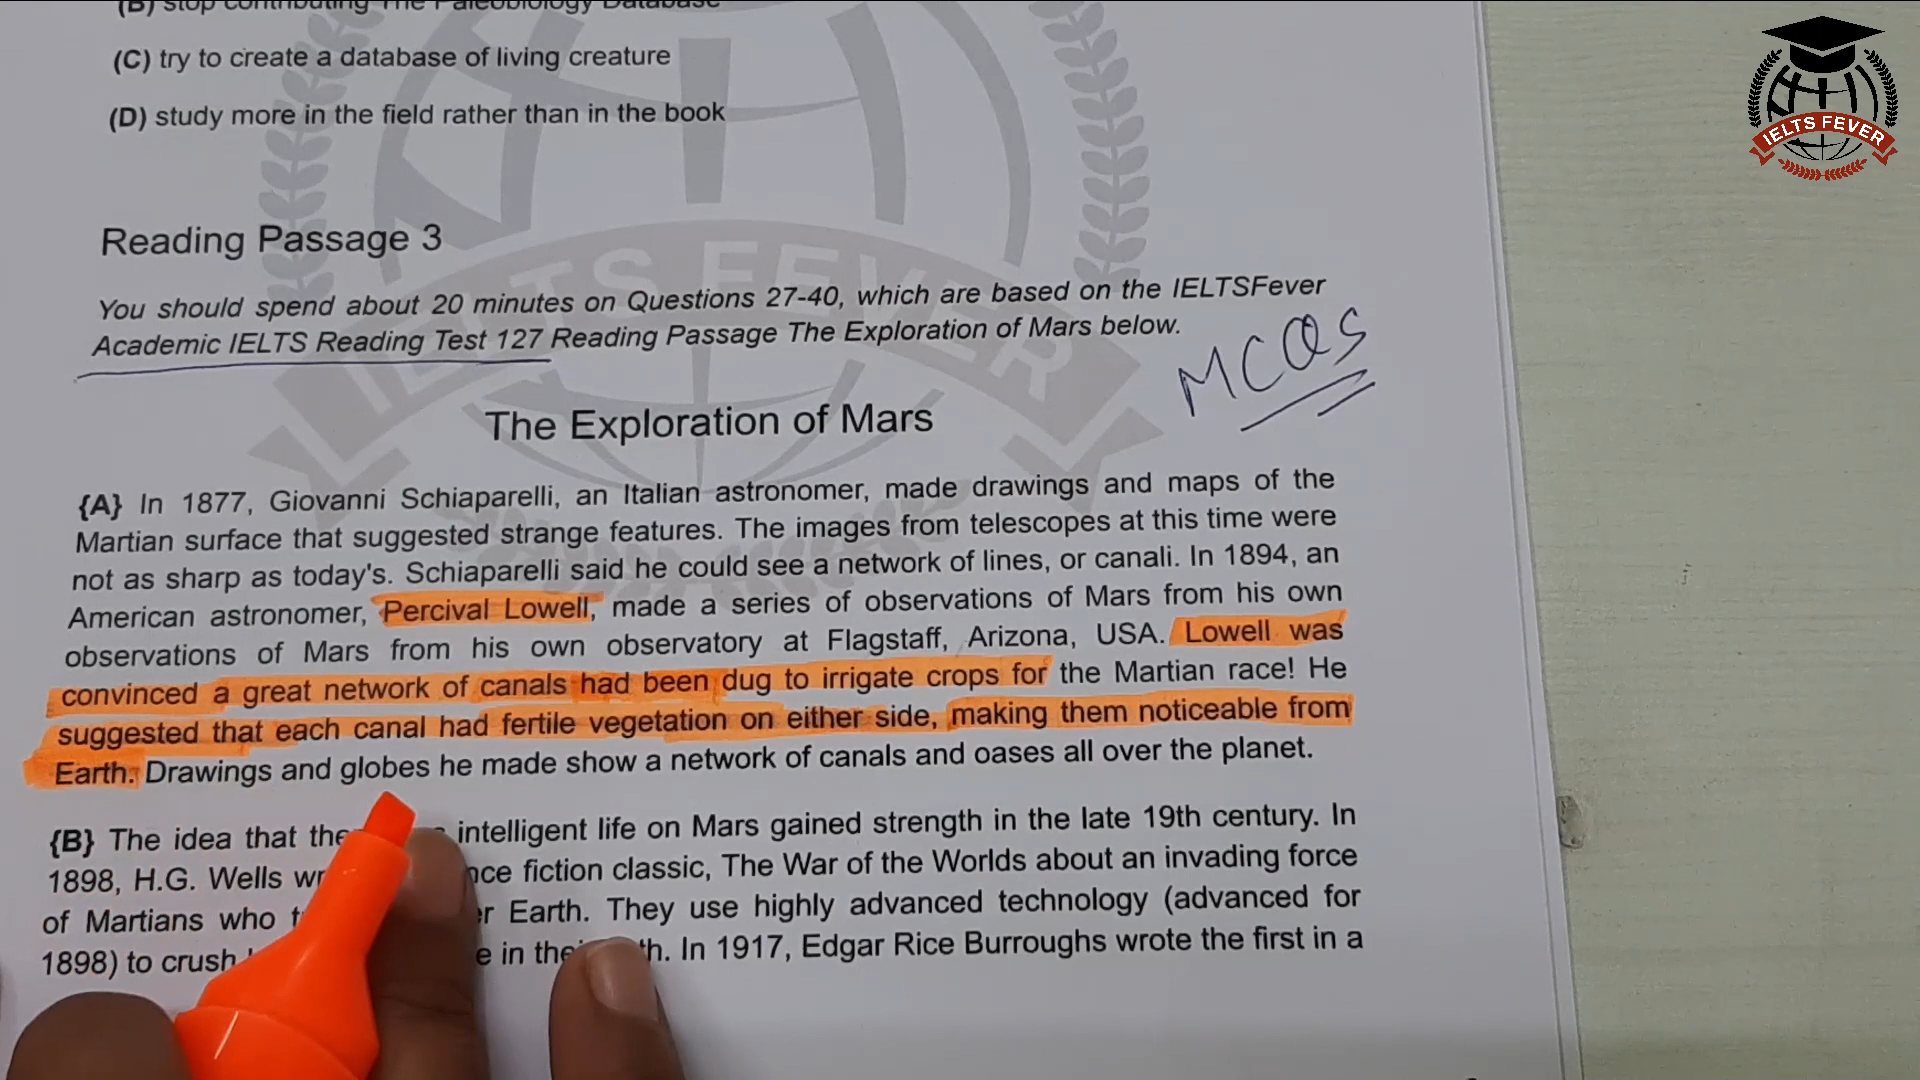 (B) stop contributing The Paleobiology Database
(C) try to create a database of living creature
(D) study more in the field rather than in the book
IELTS FEVER
Reading Passage 3
You should spend about 20 minutes on Questions 27-40, which are based on the IELTSFever
Academic IELTS Reading Test 127 Reading Passage The Exploration of Mars below.
MCQs
IELTS FEVER
The Exploration of Mars
{A} In 1877, Giovanni Schiaparelli, an Italian astronomer, made drawings and maps of the
Martian surface that suggested strange features. The images from telescopes at this time were
not as sharp as today's. Schiaparelli said he could see a network of lines, or canali. In 1894, an
American astronomer, Percival Lowell, made a series of observations of Mars from his own
observations of Mars from his own observatory at Flagstaff, Arizona, USA. Lowell was
convinced a great network of canals had been dug to irrigate crops for the Martian race! He
suggested that each canal had fertile vegetation on either side, making them noticeable from
Earth. Drawings and globes he made show a network of canals and oases all over the planet.
{B} The idea that intelligent life on Mars gained strength in the late 19th century. In
1898, H.G. Wells fiction classic, The War of the Worlds about an invading force
of Martians who Earth. They use highly advanced technology (advanced for
1898) to crush in In 1917, Edgar Rice Burroughs wrote the first in a